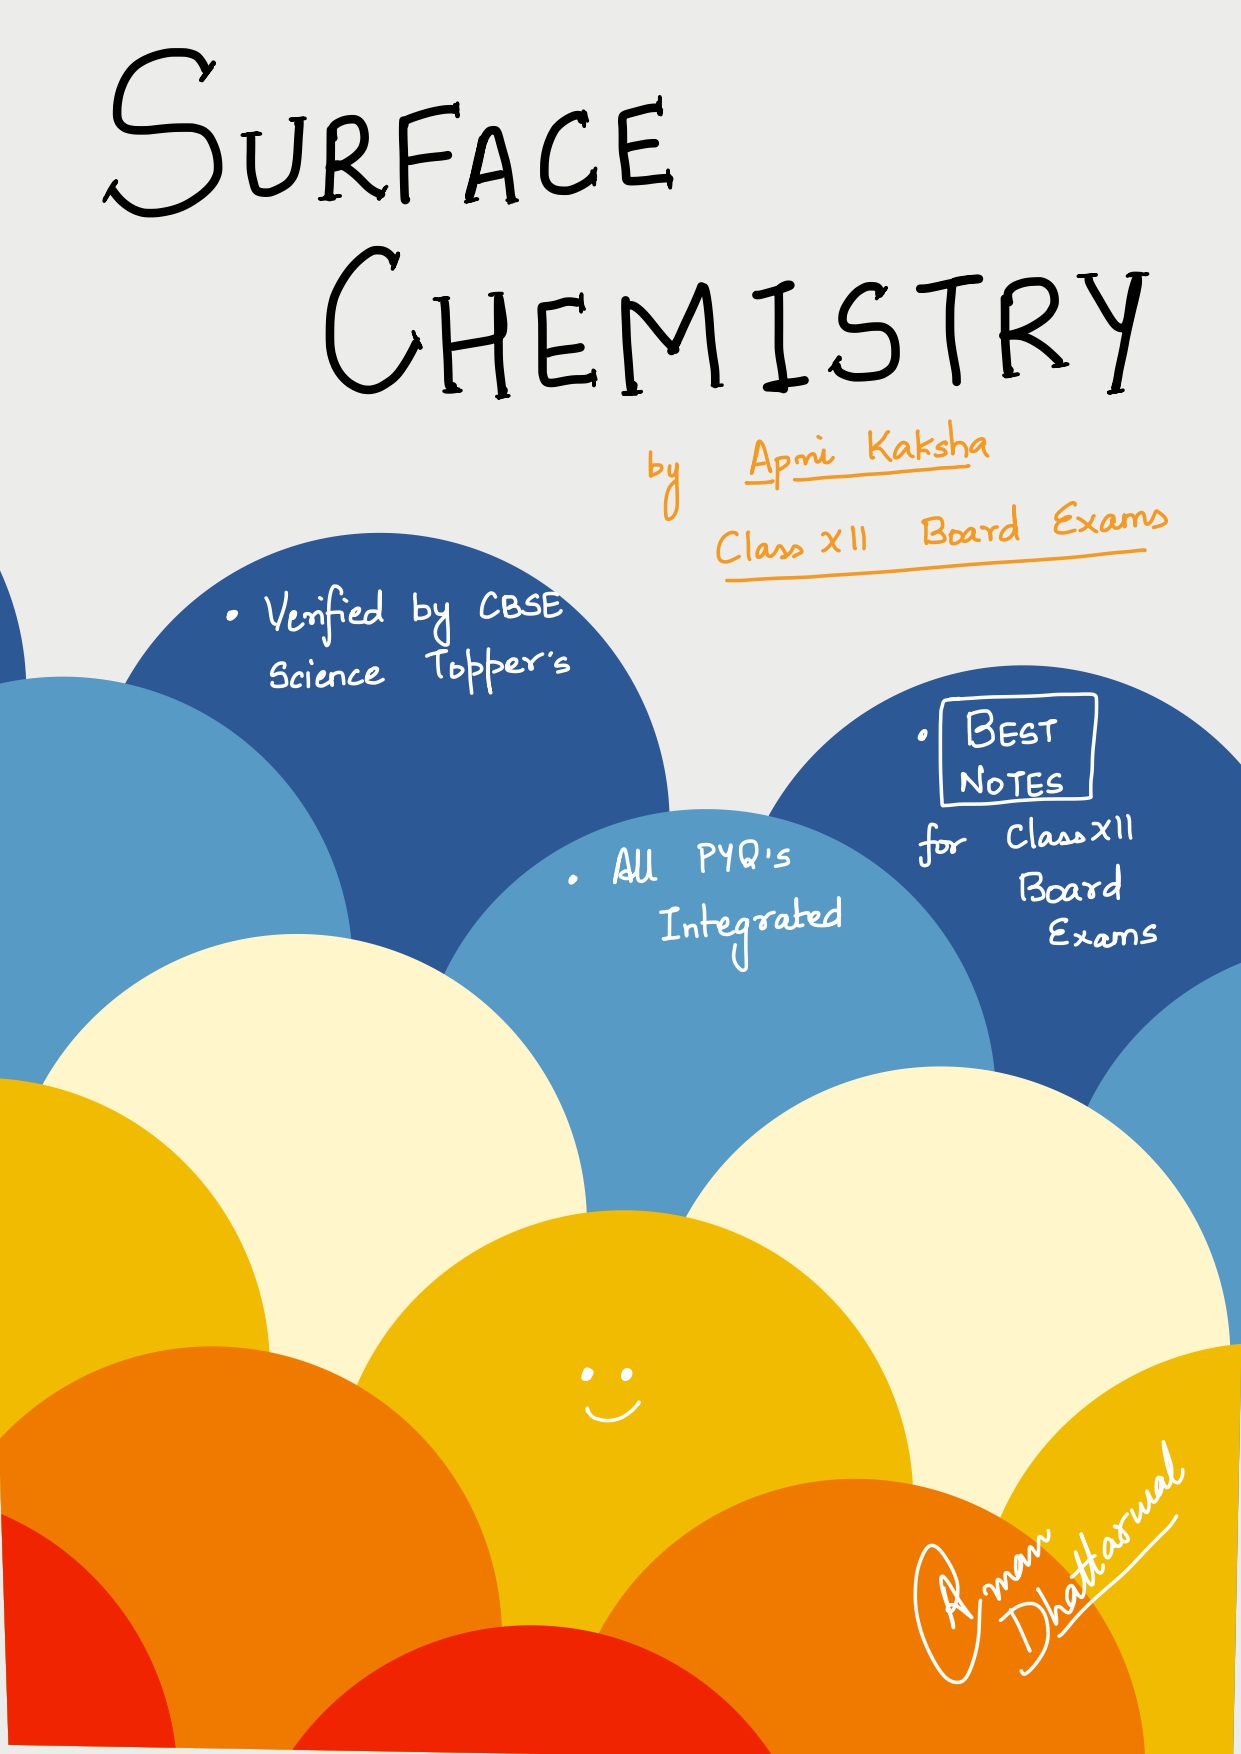 SURFACE
CHEMISTRY
by Apni Kaksha
Class XII Board Exams
• Verified by CBSE
Science Topper's
• BEST
NOTES
for Class XII
Board
Exams
• All PYQ's
Integrated
Aman
Dhattarwal